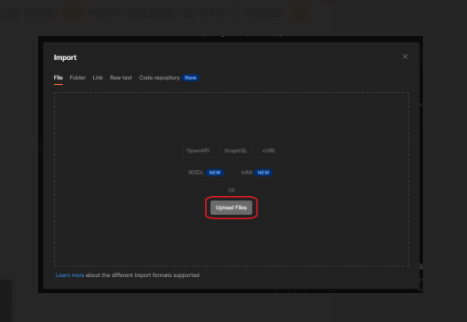 Import
File Folder Link Raw text Code repository New
OpenAPI GraphQL cURL
WSDL NEW HAR NEW
OR
Upload Files
Learn more about the different import formats supported